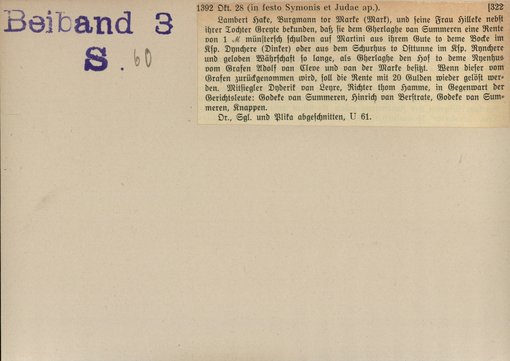 Beiband 3
S. 60
1392 Okt. 28 (in festo Symonis et Judae ap.). [322
Lambert Hake, Burgmann tor Marke (Mark), und seine Frau Hilleke nebst
ihrer Tochter Greyte bekunden, daß sie dem Gherlaghe van Summeren eine Rente
von 1 M münstersch schulden auf Martini aus ihrem Gute to deme Bocke im
Ksp. Dynchere (Dinker) oder aus dem Schurhus to Osttunne im Ksp. Rynchere
und geloben Währschaft so lange, als Gherlaghe den Hof to deme Nyenhus
vom Grafen Adolf van Cleve und van der Marke besitzt. Wenn dieser vom
Grafen zurückgenommen wird, soll die Rente mit 20 Gulden wieder gelöst wer-
den. Mitsiegler Dyderik van Leyre, Richter thom Hamme, in Gegenwart der
Gerichtsleute: Godeke van Summeren, Hinrich van Berstrate, Godeke van Sum-
meren, Knappen.
Or., Sgl. und Plika abgeschnitten, U 61.